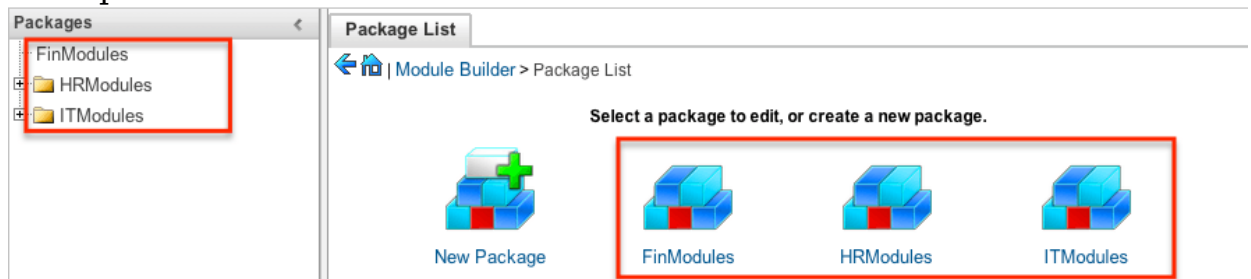 Packages
FinModules
HRModules
ITModules
Package List
| Module Builder > Package List
Select a package to edit, or create a new package.
New Package FinModules HRModules ITModules